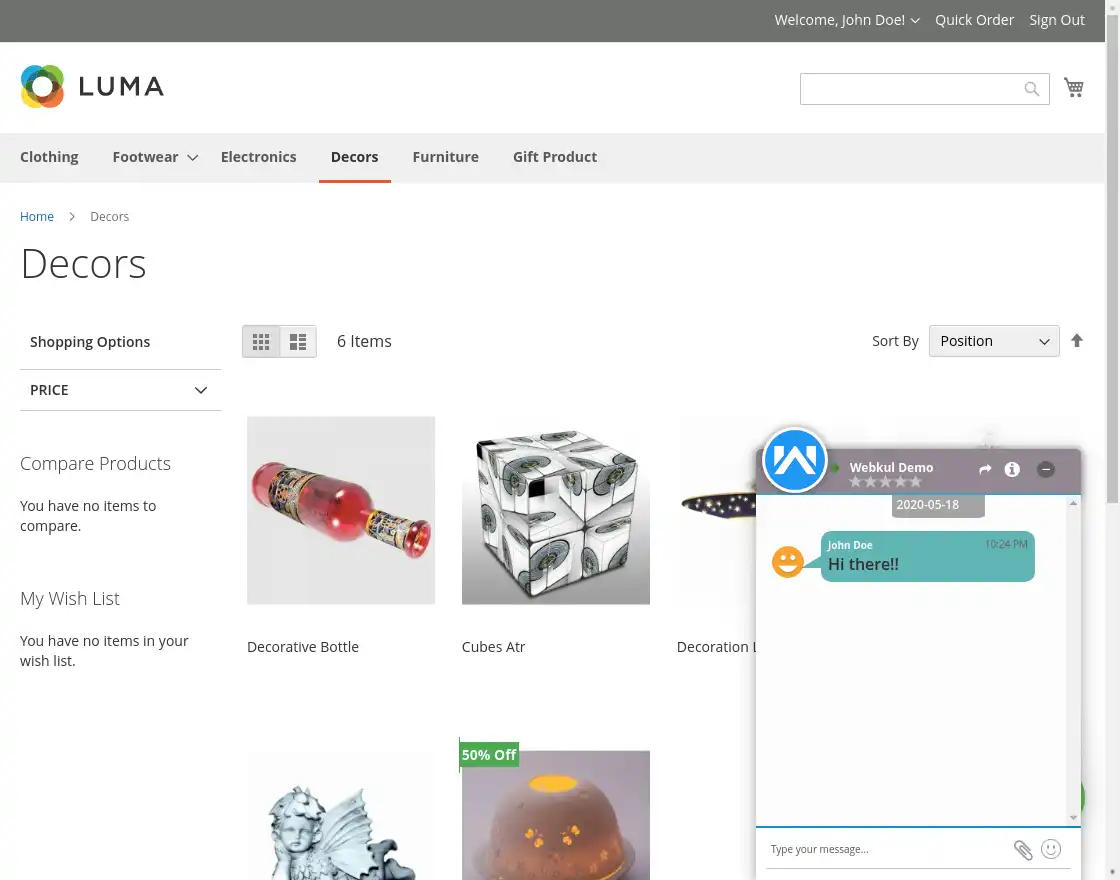 Welcome, John Doe! Quick Order Sign Out
LUMA
Clothing Footwear Electronics Decors Furniture Gift Product
Home Decors
Decors
Shopping Options
6 Items
Sort By Position
PRICE
Compare Products
You have no items to
compare.
My Wish List
You have no items in your
wish list.
Decorative Bottle
Cubes Atr
Decoration
50% Off
Webkul Demo
2020-05-18
John Doe 10:24 PM
Hi there!!
Type your message...